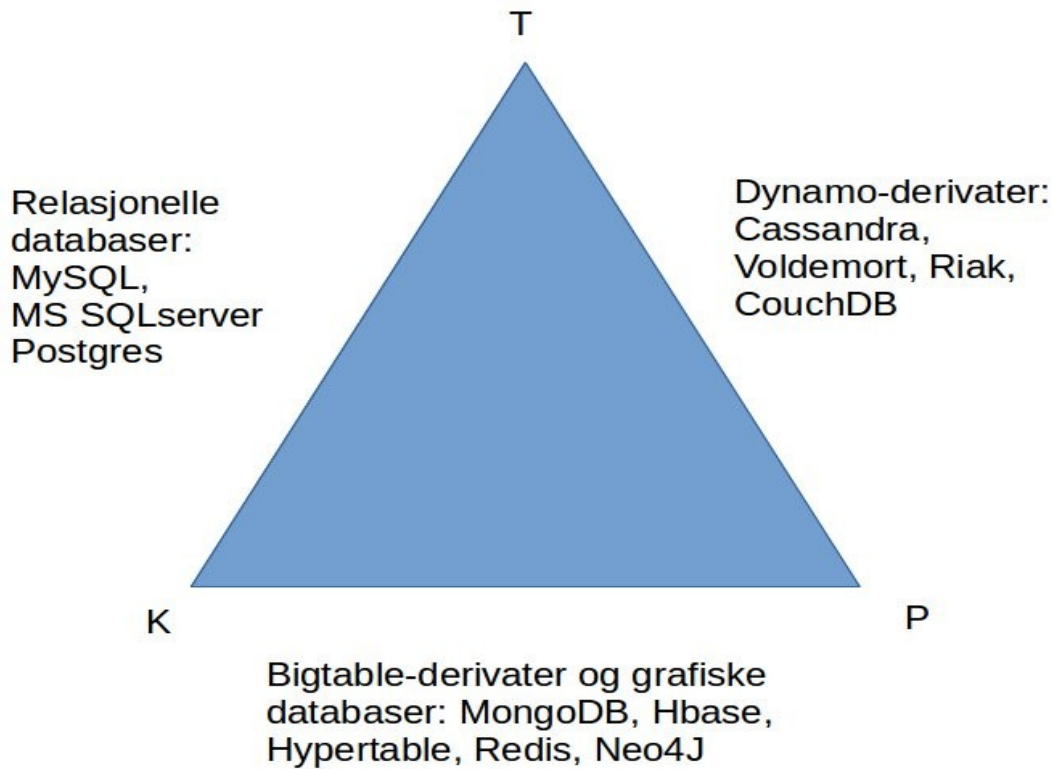 T
Relasjonelle
databaser:
MySQL,
MS SQLserver
Postgres
Dynamo-derivater:
Cassandra,
Voldemort, Riak,
CouchDB
K
P
Bigtable-derivater og grafiske
databaser: MongoDB, Hbase,
Hypertable, Redis, Neo4J